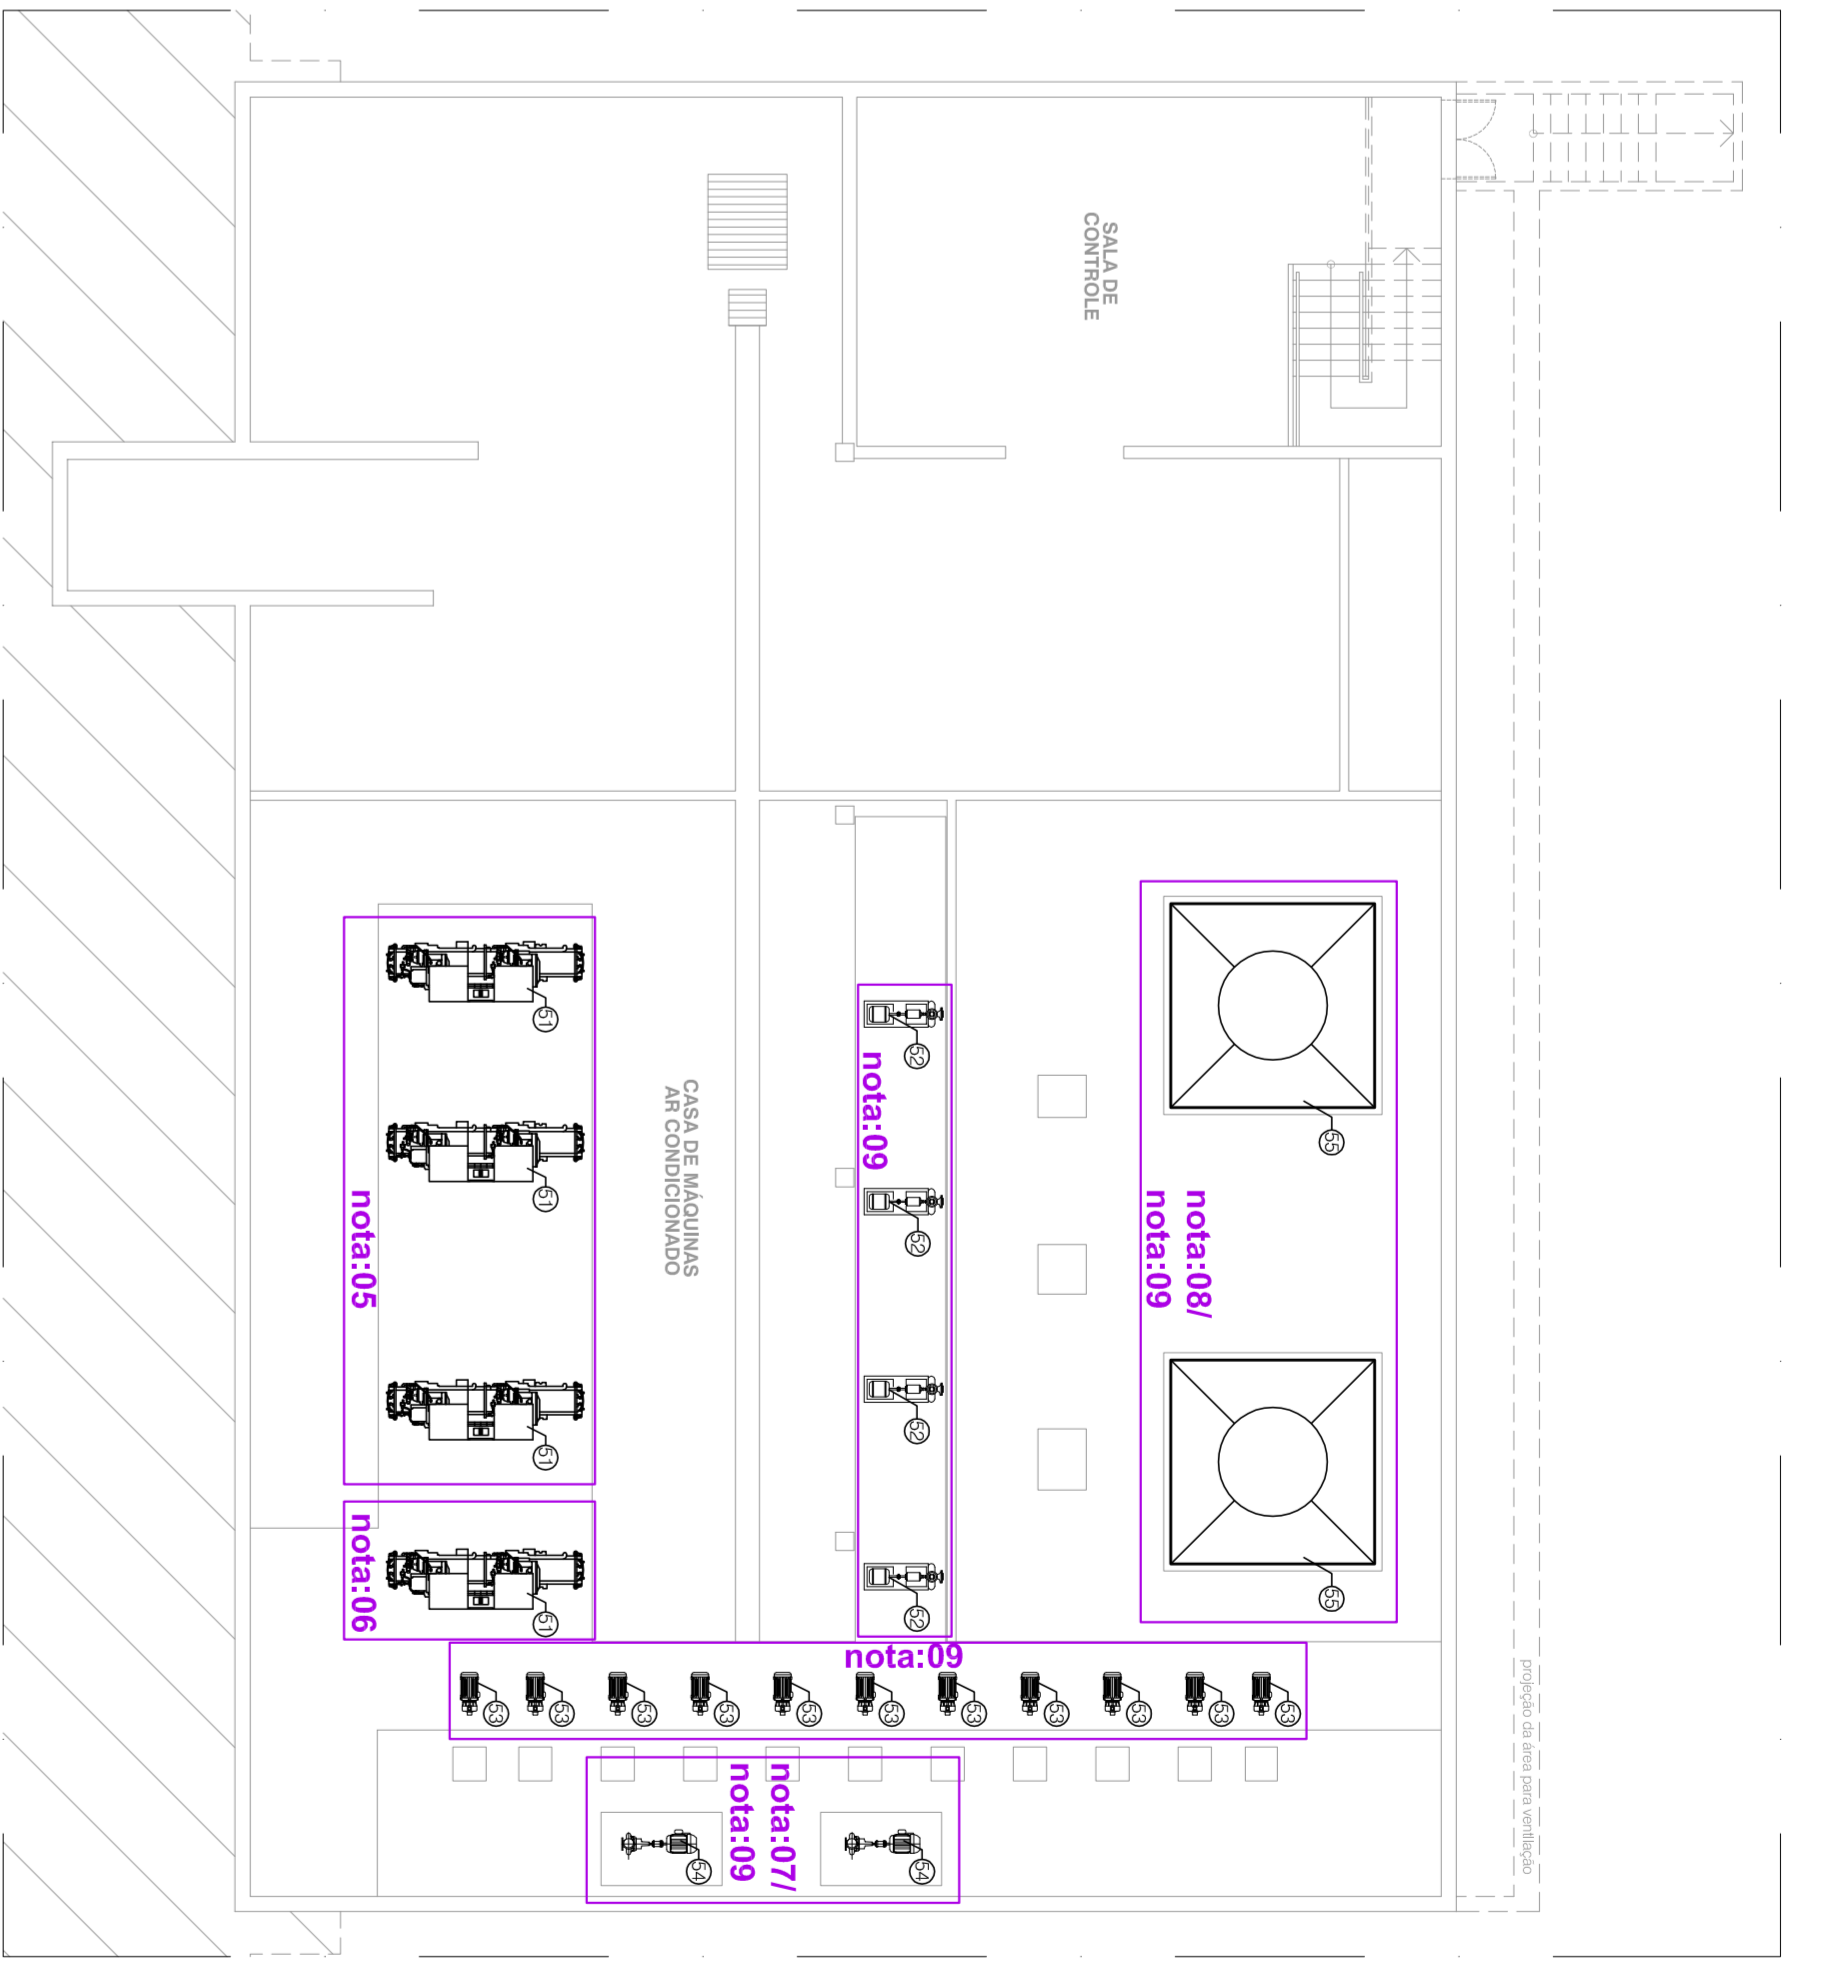 SALA DE
CONTROLE
51
52
nota:09
55
51
CASA DE MÁQUINAS
AR CONDICIONADO
nota:05
52
nota:08/
nota:09
51
52
nota:06
51
52
55
nota:09
53
53
53
53
53
53
53
53
53
53
53
projeção da área para ventilação
nota:07/
nota:09
54
54